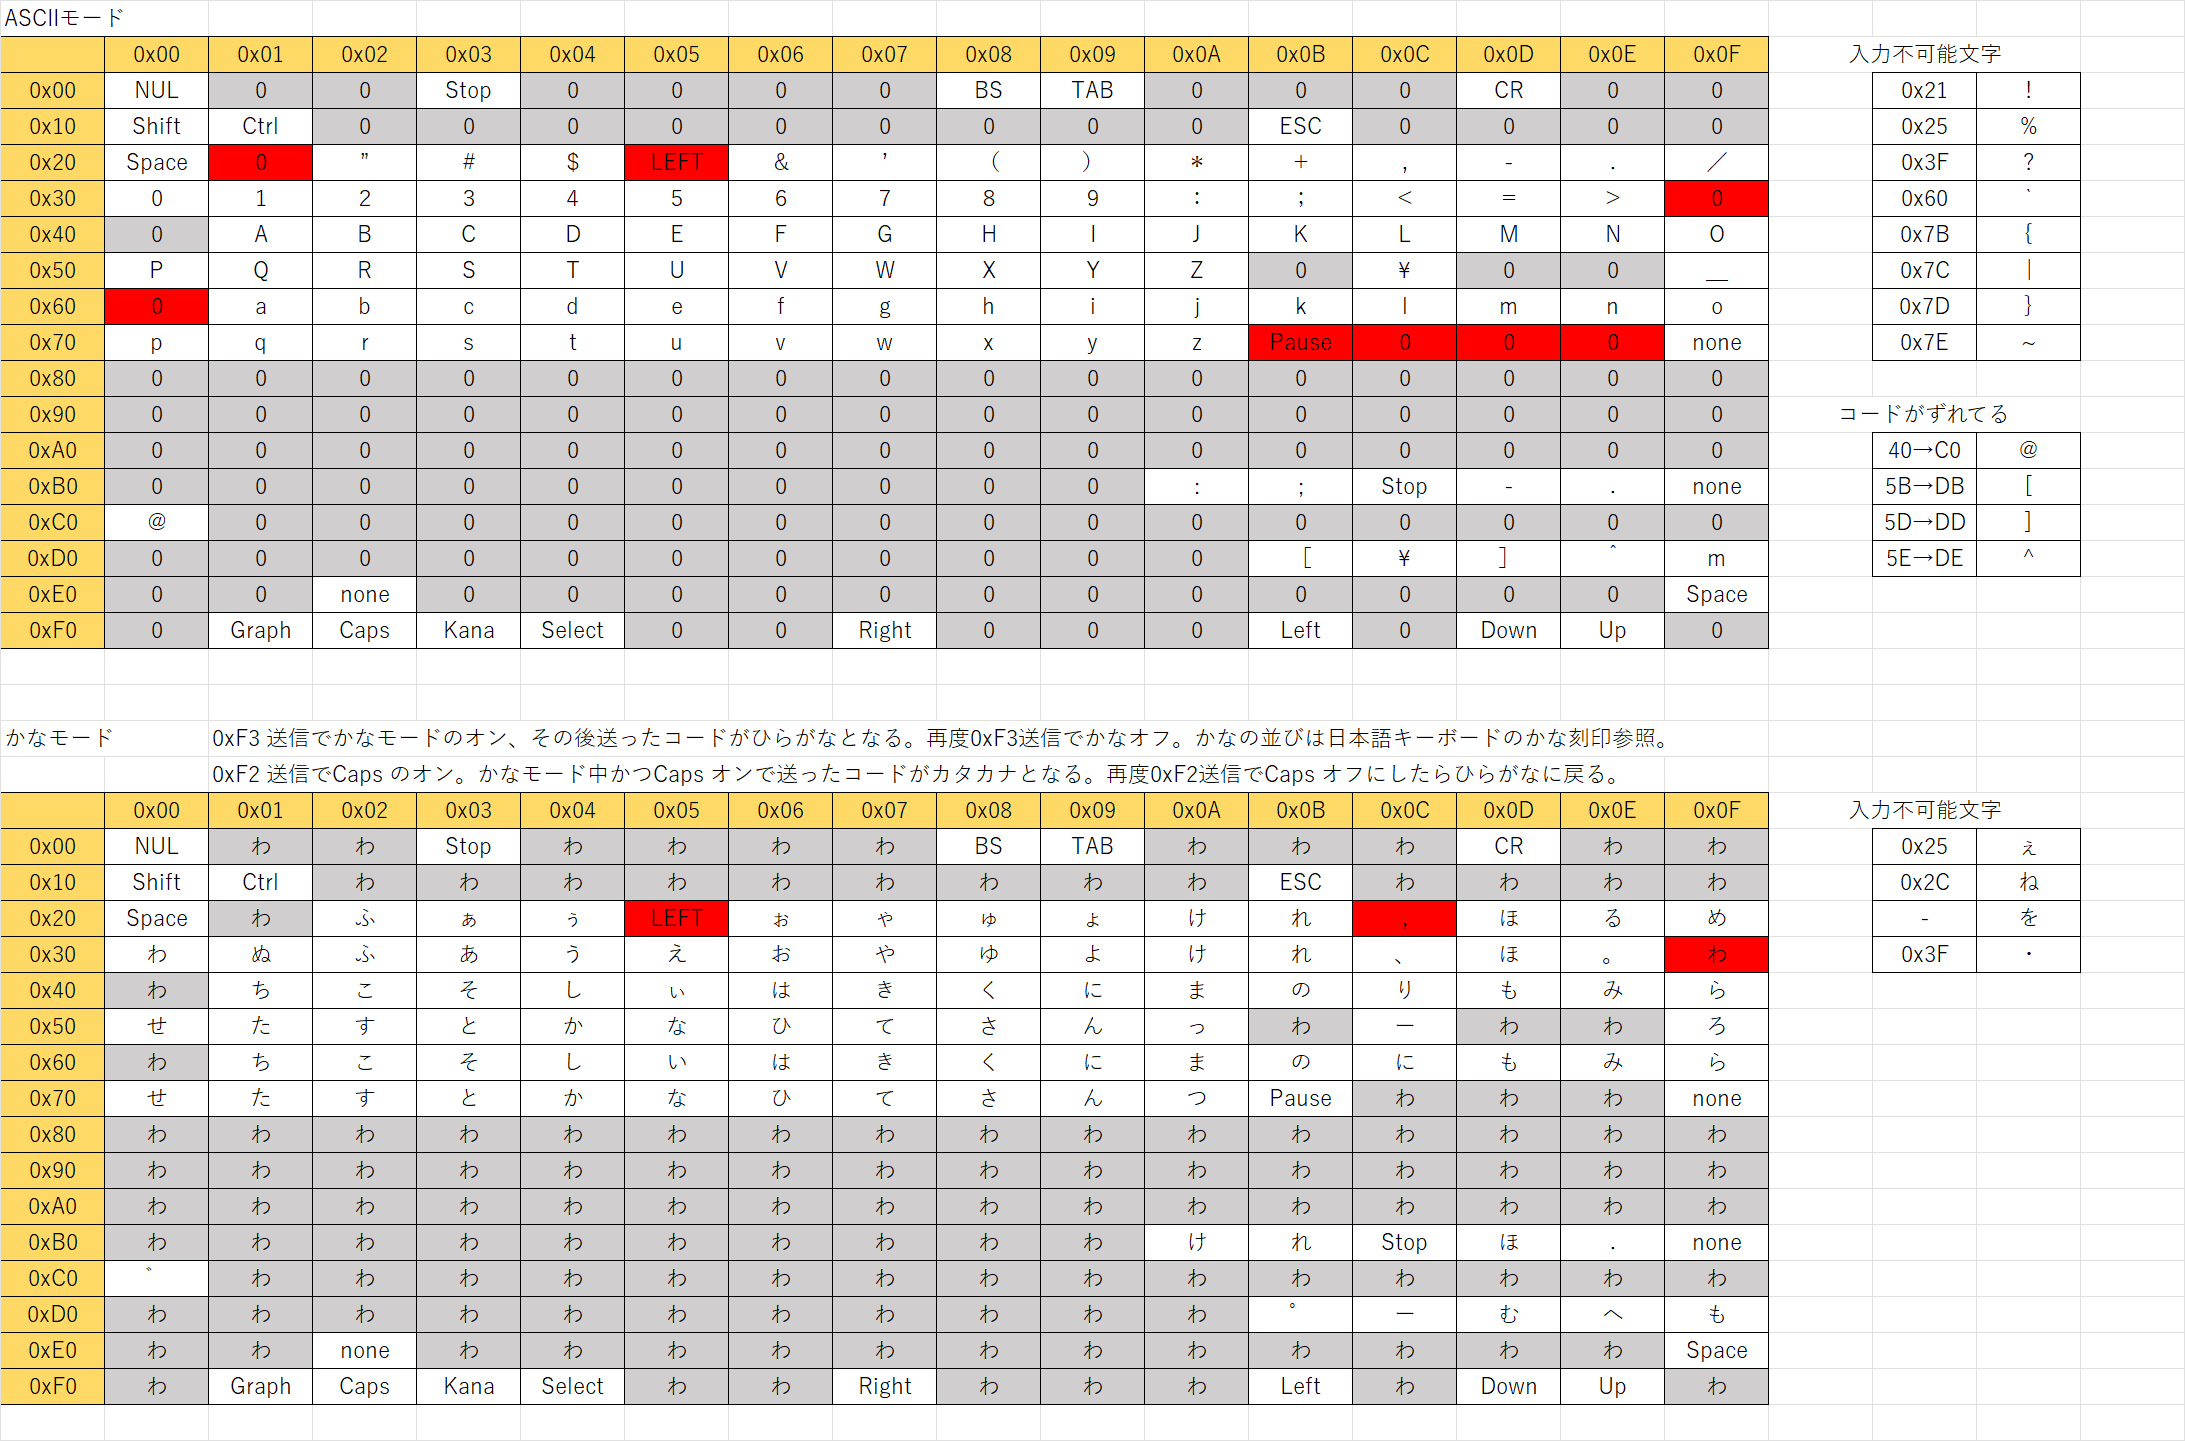 ASCIIモード
0x00 0x01 0x02 0x03 0x04 0x05 0x06 0x07 0x08 0x09 0x0A 0x0B 0x0C 0x0D 0x0E 0x0F 入力不可能文字
0x00 NUL 0 0 Stop 0 0 0 0 BS TAB 0 0 0 CR 0 0 0x21 !
0x10 Shift Ctrl 0 0 0 0 0 0 0 0 0 ESC 0 0 0 0 0x25 %
0x20 Space 0 ” # $ LEFT & ’ ( ) * + , - . ／ 0x3F ?
0x30 0 1 2 3 4 5 6 7 8 9 : ; < = > 0 0x60 `
0x40 0 A B C D E F G H I J K L M N O 0x7B {
0x50 P Q R S T U V W X Y Z 0 ¥ 0 0 _ 0x7C |
0x60 0 a b c d e f g h i j k l m n o 0x7D }
0x70 p q r s t u v w x y z Pause 0 0 0 none 0x7E ~
0x80 0 0 0 0 0 0 0 0 0 0 0 0 0 0 0 0
0x90 0 0 0 0 0 0 0 0 0 0 0 0 0 0 0 0 コードがずれてる
0xA0 0 0 0 0 0 0 0 0 0 0 0 0 0 0 0 0 40→C0 @
0xB0 0 0 0 0 0 0 0 0 0 0 : ; Stop - . none 5B→DB [
0xC0 @ 0 0 0 0 0 0 0 0 0 0 0 0 0 0 0 5D→DD ]
0xD0 0 0 0 0 0 0 0 0 0 0 0 [ ¥ ] ^ m 5E→DE ^
0xE0 0 0 none 0 0 0 0 0 0 0 0 0 0 0 0 Space
0xF0 0 Graph Caps Kana Select 0 0 Right 0 0 0 Left 0 Down Up 0
かなモード 0xF3 送信でかなモードのオン、その後送ったコードがひらがなとなる。再度0xF3送信でかなオフ。かなの並びは日本語キーボードのかな刻印参照。
0xF2 送信でCaps のオン。かなモード中かつCaps オンで送ったコードがカタカナとなる。再度0xF2送信でCaps オフにしたらひらがなに戻る。
0x00 0x01 0x02 0x03 0x04 0x05 0x06 0x07 0x08 0x09 0x0A 0x0B 0x0C 0x0D 0x0E 0x0F 入力不可能文字
0x00 NUL わ わ Stop わ わ わ わ BS TAB わ わ わ CR わ わ 0x25 ぇ
0x10 Shift Ctrl わ わ わ わ わ わ わ わ わ ESC わ わ わ わ 0x2C ね
0x20 Space わ ふ ぁ ぅ LEFT ぉ ゃ ゅ ょ け れ , ほ る め - を
0x30 わ ぬ ふ あ う え お や ゆ よ け れ 、 ほ 。 わ 0x3F ・
0x40 わ ち こ そ し ぃ は き く に ま の り も み ら
0x50 せ た す と か な ひ て さ ん っ わ ー わ わ ろ
0x60 わ ち こ そ し い は き く に ま の に も み ら
0x70 せ た す と か な ひ て さ ん つ Pause わ わ わ none
0x80 わ わ わ わ わ わ わ わ わ わ わ わ わ わ わ わ
0x90 わ わ わ わ わ わ わ わ わ わ わ わ わ わ わ わ
0xA0 わ わ わ わ わ わ わ わ わ わ わ わ わ わ わ わ
0xB0 わ わ わ わ わ わ わ わ わ わ け れ Stop ほ . none
0xC0 ゛ わ わ わ わ わ わ わ わ わ わ わ わ わ わ わ
0xD0 わ わ わ わ わ わ わ わ わ わ わ ゜ ー む へ も
0xE0 わ わ none わ わ わ わ わ わ わ わ わ わ わ わ Space
0xF0 わ Graph Caps Kana Select わ わ Right わ わ わ Left わ Down Up わ